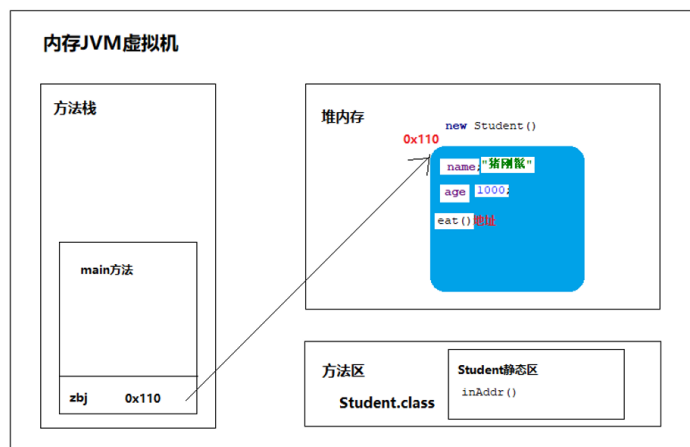 内存JVM虚拟机
方法栈
main方法
zbj 0x110
堆内存
new Student()
0x110
name; "猪刚鬣"
age 1000;
eat()地址
方法区
Student.class
Student静态区
inAddr()